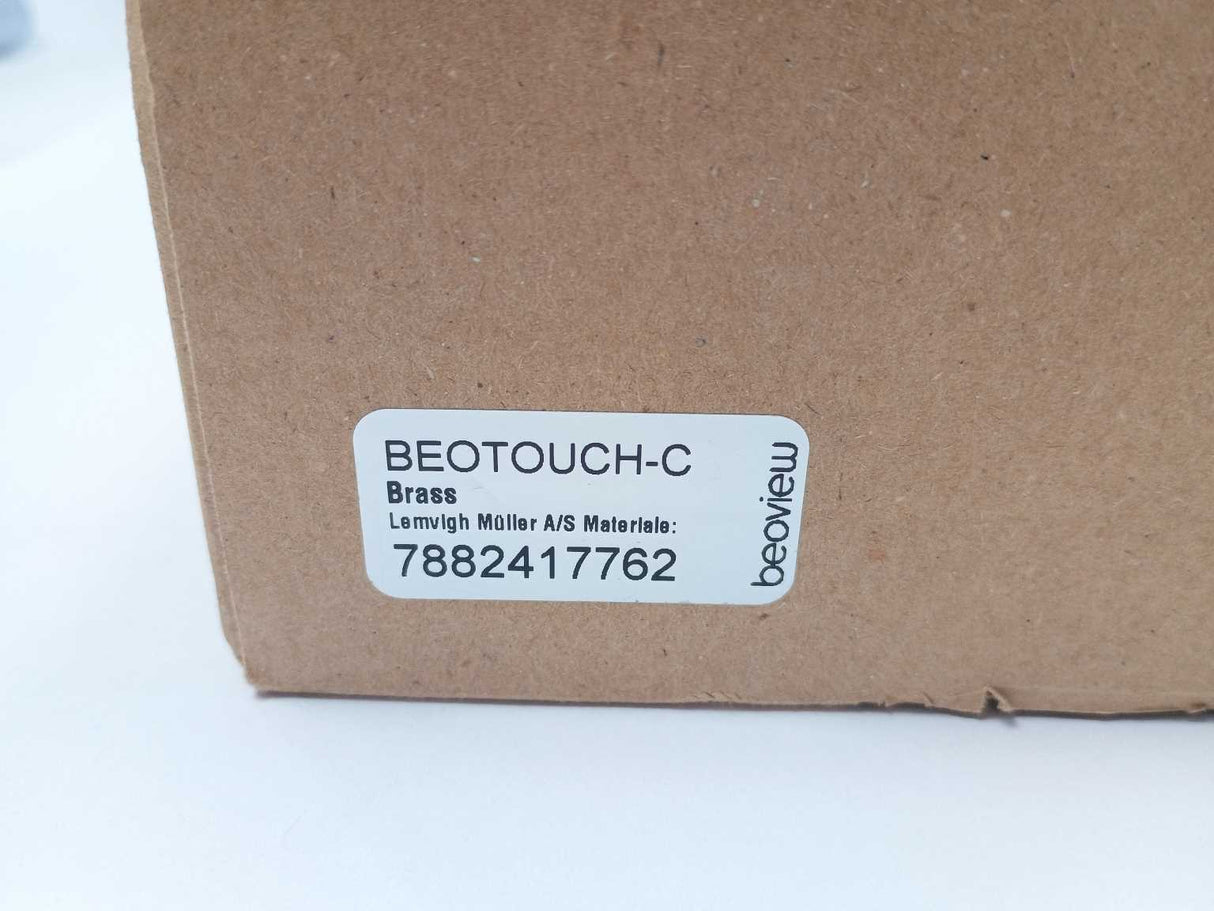 BEOTOUCH-C
Brass
Lemvigh Müller A/S Materiale:
7882417762
beoview